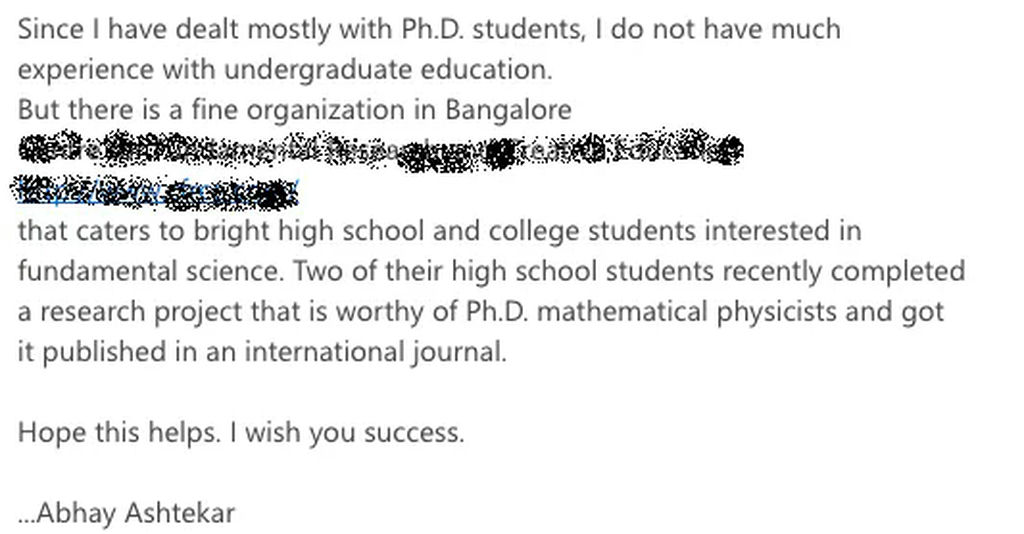 Since I have dealt mostly with Ph.D. students, I do not have much
experience with undergraduate education.
But there is a fine organization in Bangalore
that caters to bright high school and college students interested in
fundamental science. Two of their high school students recently completed
a research project that is worthy of Ph.D. mathematical physicists and got
it published in an international journal.
Hope this helps. I wish you success.
...Abhay Ashtekar